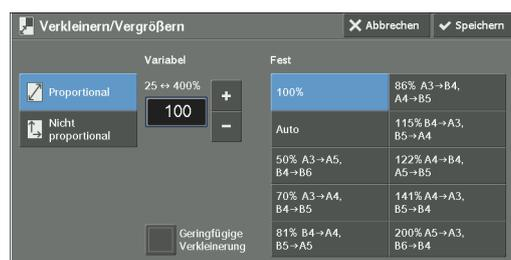 Verkleinern/Vergrößern
Abbrechen
Speichern
Variabel
Fest
Proportional
Nicht
proportional
25 ↔ 400%
100
+
−
Geringfügige
Verkleinerung
100%
Auto
50% A3→A5,
B4→B6
70% A3→A4,
B4→B5
81% B4→A4,
B5→A5
86% A3→B4,
A4→B5
115% B4→A3,
B5→A4
122% A4→B4,
A5→B5
141% A4→A3,
B5→B4
200% A5→A3,
B6→B4